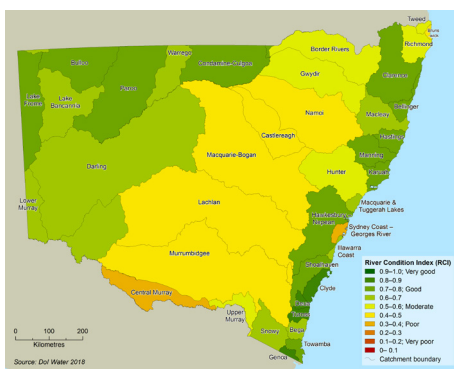 Tweed
Richmond
Border Rivers
Warrego
Condamine-Culgoa
Bulloo
Gwydir
Clarence
Paroo
Lake
Frome
Lake
Bancannia
Bellinger
Namoi
Macleay
Castlereagh
Hastings
Macquarie-Bogan
Manning
Darling
Hunter
Karuah
Lower
Murray
Lachlan
Macquarie &
Tuggerah Lakes
Hawkesbury
Nepean
Sydney Coast –
Georges River
Illawarra
Coast
Murrumbidgee
Shoalhaven
Clyde
Central Murray
Deua
Tuross
Upper
Murray
Snowy
Bega
Towamba
Genoa
River Condition Index (RCI)
0.9–1.0; Very good
0.8–0.9
0.7–0.8; Good
0.6–0.7
0.5–0.6; Moderate
0.4–0.5
0.3–0.4; Poor
0.2–0.3
0.1–0.2; Very poor
0– 0.1
Catchment boundary
0 100 200
Kilometres
Source: DoI Water 2018